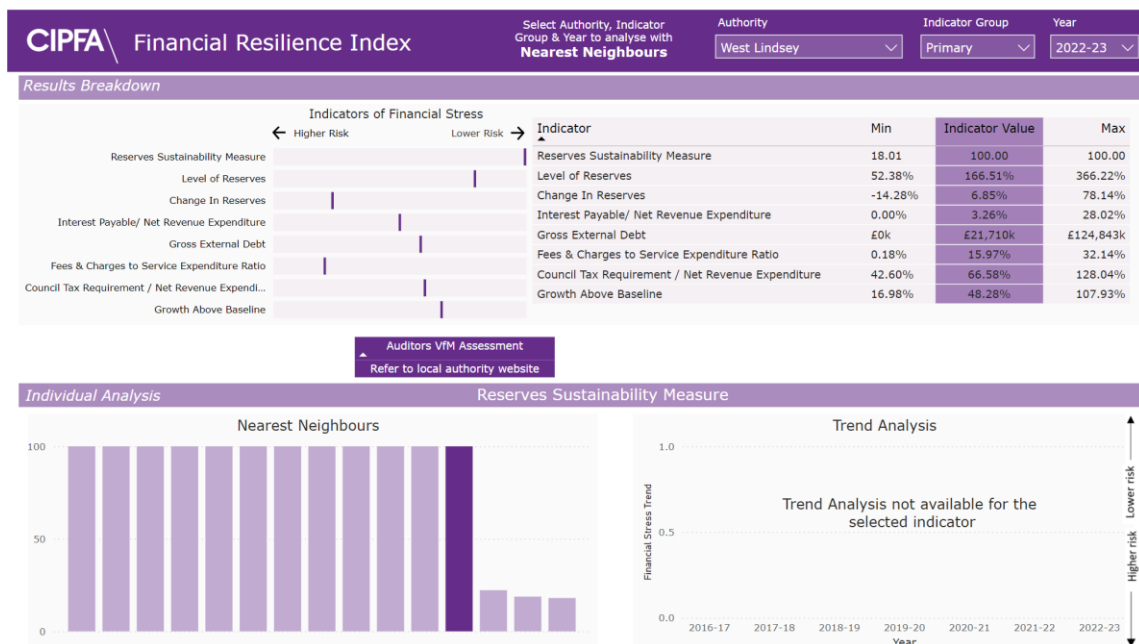 CIPFA\ Financial Resilience Index
Select Authority, Indicator
Group & Year to analyse with
Nearest Neighbours
Authority
West Lindsey
Indicator Group
Primary
Year
2022-23
Results Breakdown
Indicators of Financial Stress
← Higher Risk Lower Risk →
Reserves Sustainability Measure
Level of Reserves
Change In Reserves
Interest Payable/ Net Revenue Expenditure
Gross External Debt
Fees & Charges to Service Expenditure Ratio
Council Tax Requirement / Net Revenue Expendi...
Growth Above Baseline
Indicator Min Indicator Value Max
Reserves Sustainability Measure 18.01 100.00 100.00
Level of Reserves 52.38% 166.51% 366.22%
Change In Reserves -14.28% 6.85% 78.14%
Interest Payable/ Net Revenue Expenditure 0.00% 3.26% 28.02%
Gross External Debt £0k £21,710k £124,843k
Fees & Charges to Service Expenditure Ratio 0.18% 15.97% 32.14%
Council Tax Requirement / Net Revenue Expenditure 42.60% 66.58% 128.04%
Growth Above Baseline 16.98% 48.28% 107.93%
Auditors VfM Assessment
Refer to local authority website
Individual Analysis Reserves Sustainability Measure
Nearest Neighbours
100
50
0
Trend Analysis
Financial Stress Trend
1.0
0.5
0.0
Trend Analysis not available for the
selected indicator
2016-17 2017-18 2018-19 2019-20 2020-21 2021-22 2022-23
Year
Lower risk
Higher risk